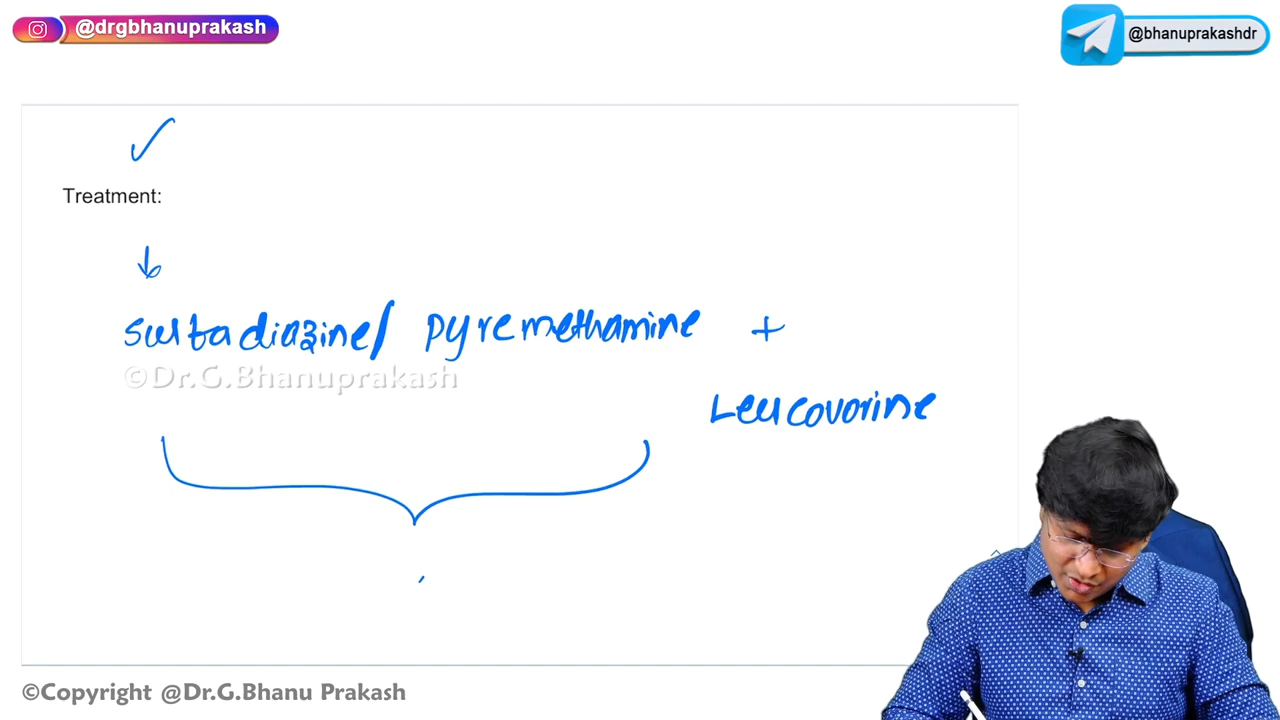 @drgbhanuprakash
@bhanuprakashdr
Treatment:
sulfadiazine/ pyremethamine +
©Dr.G.Bhanuprakash
Leucovorine
©Copyright @Dr.G.Bhanu Prakash